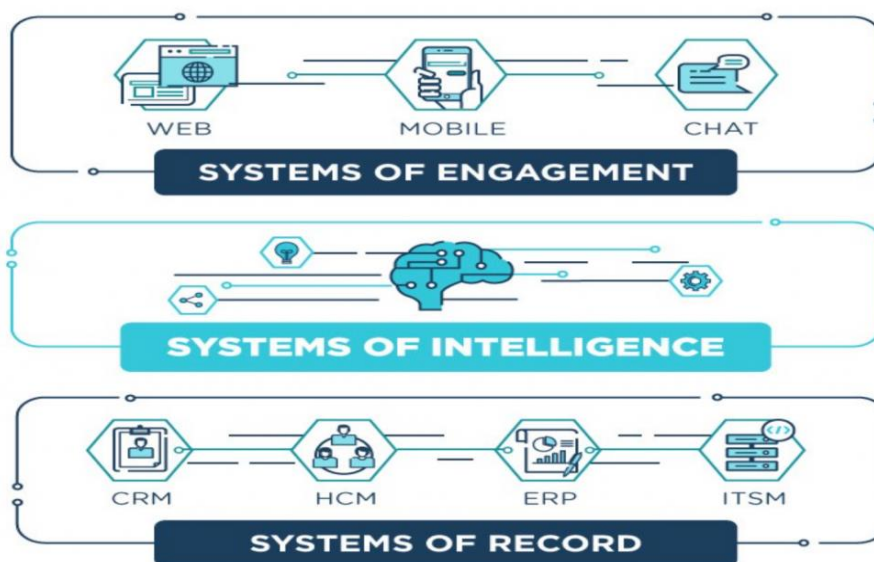 WEB
MOBILE
CHAT
SYSTEMS OF ENGAGEMENT
SYSTEMS OF INTELLIGENCE
CRM
HCM
ERP
ITSM
SYSTEMS OF RECORD